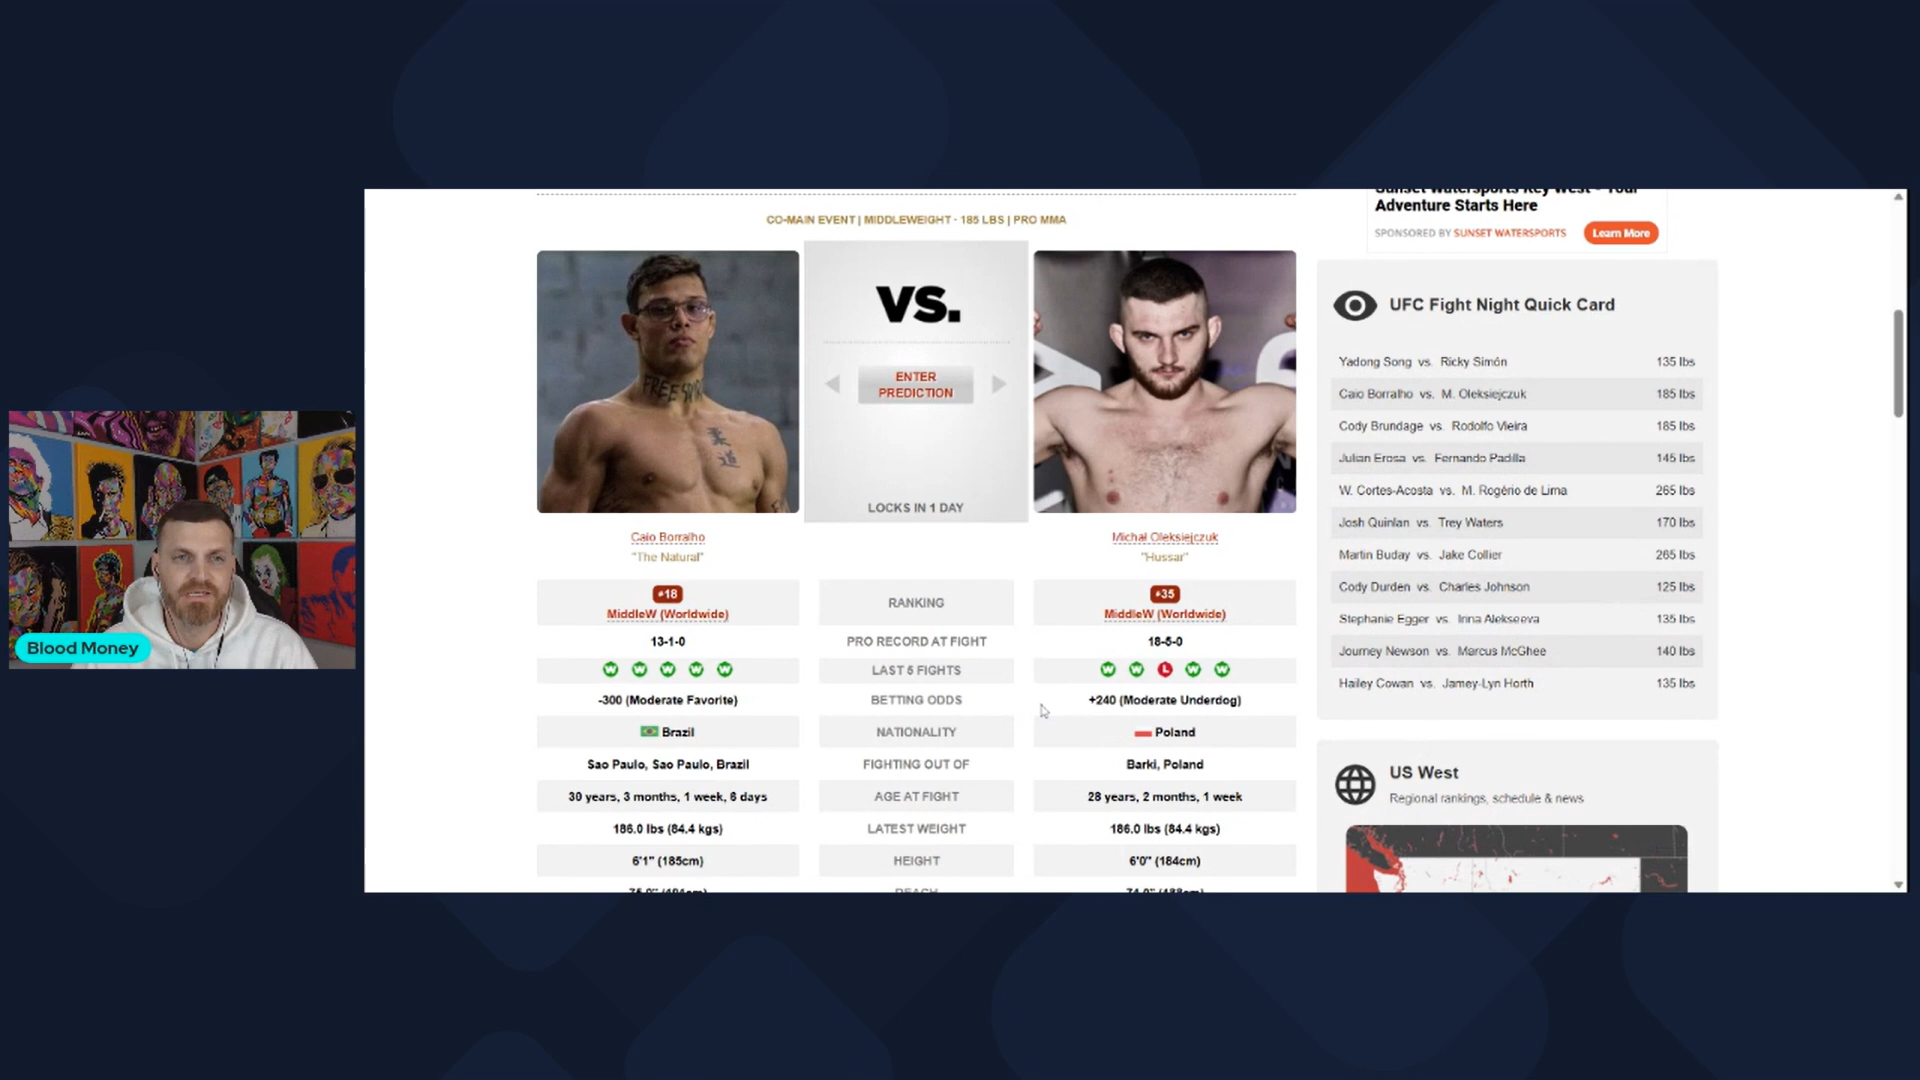 Sunset Watersports Key West - Your
Adventure Starts Here
SPONSORED BY SUNSET WATERSPORTS
Learn More
CO-MAIN EVENT | MIDDLEWEIGHT - 185 LBS | PRO MMA
VS.
ENTER
PREDICTION
LOCKS IN 1 DAY
Caio Borralho
"The Natural"
Michał Oleksiejczuk
"Hussar"
#18
MiddleW (Worldwide)
RANKING
#35
MiddleW (Worldwide)
13-1-0
PRO RECORD AT FIGHT
18-5-0
W W W W W
LAST 5 FIGHTS
W W L W W
-300 (Moderate Favorite)
BETTING ODDS
+240 (Moderate Underdog)
Brazil
NATIONALITY
Poland
Sao Paulo, Sao Paulo, Brazil
FIGHTING OUT OF
Barki, Poland
30 years, 3 months, 1 week, 6 days
AGE AT FIGHT
28 years, 2 months, 1 week
186.0 lbs (84.4 kgs)
LATEST WEIGHT
186.0 lbs (84.4 kgs)
6'1" (185cm)
HEIGHT
6'0" (184cm)
REACH
UFC Fight Night Quick Card
Yadong Song vs. Ricky Simón 135 lbs
Caio Borralho vs. M. Oleksiejczuk 185 lbs
Cody Brundage vs. Rodolfo Vieira 185 lbs
Julian Erosa vs. Fernando Padilla 145 lbs
W. Cortes-Acosta vs. M. Rogério de Lima 265 lbs
Josh Quinlan vs. Trey Waters 170 lbs
Martin Buday vs. Jake Collier 265 lbs
Cody Durden vs. Charles Johnson 125 lbs
Stephanie Egger vs. Irina Alekseeva 135 lbs
Journey Newson vs. Marcus McGhee 140 lbs
Hailey Cowan vs. Jamey-Lyn Horth 135 lbs
US West
Regional rankings, schedule & news
Blood Money